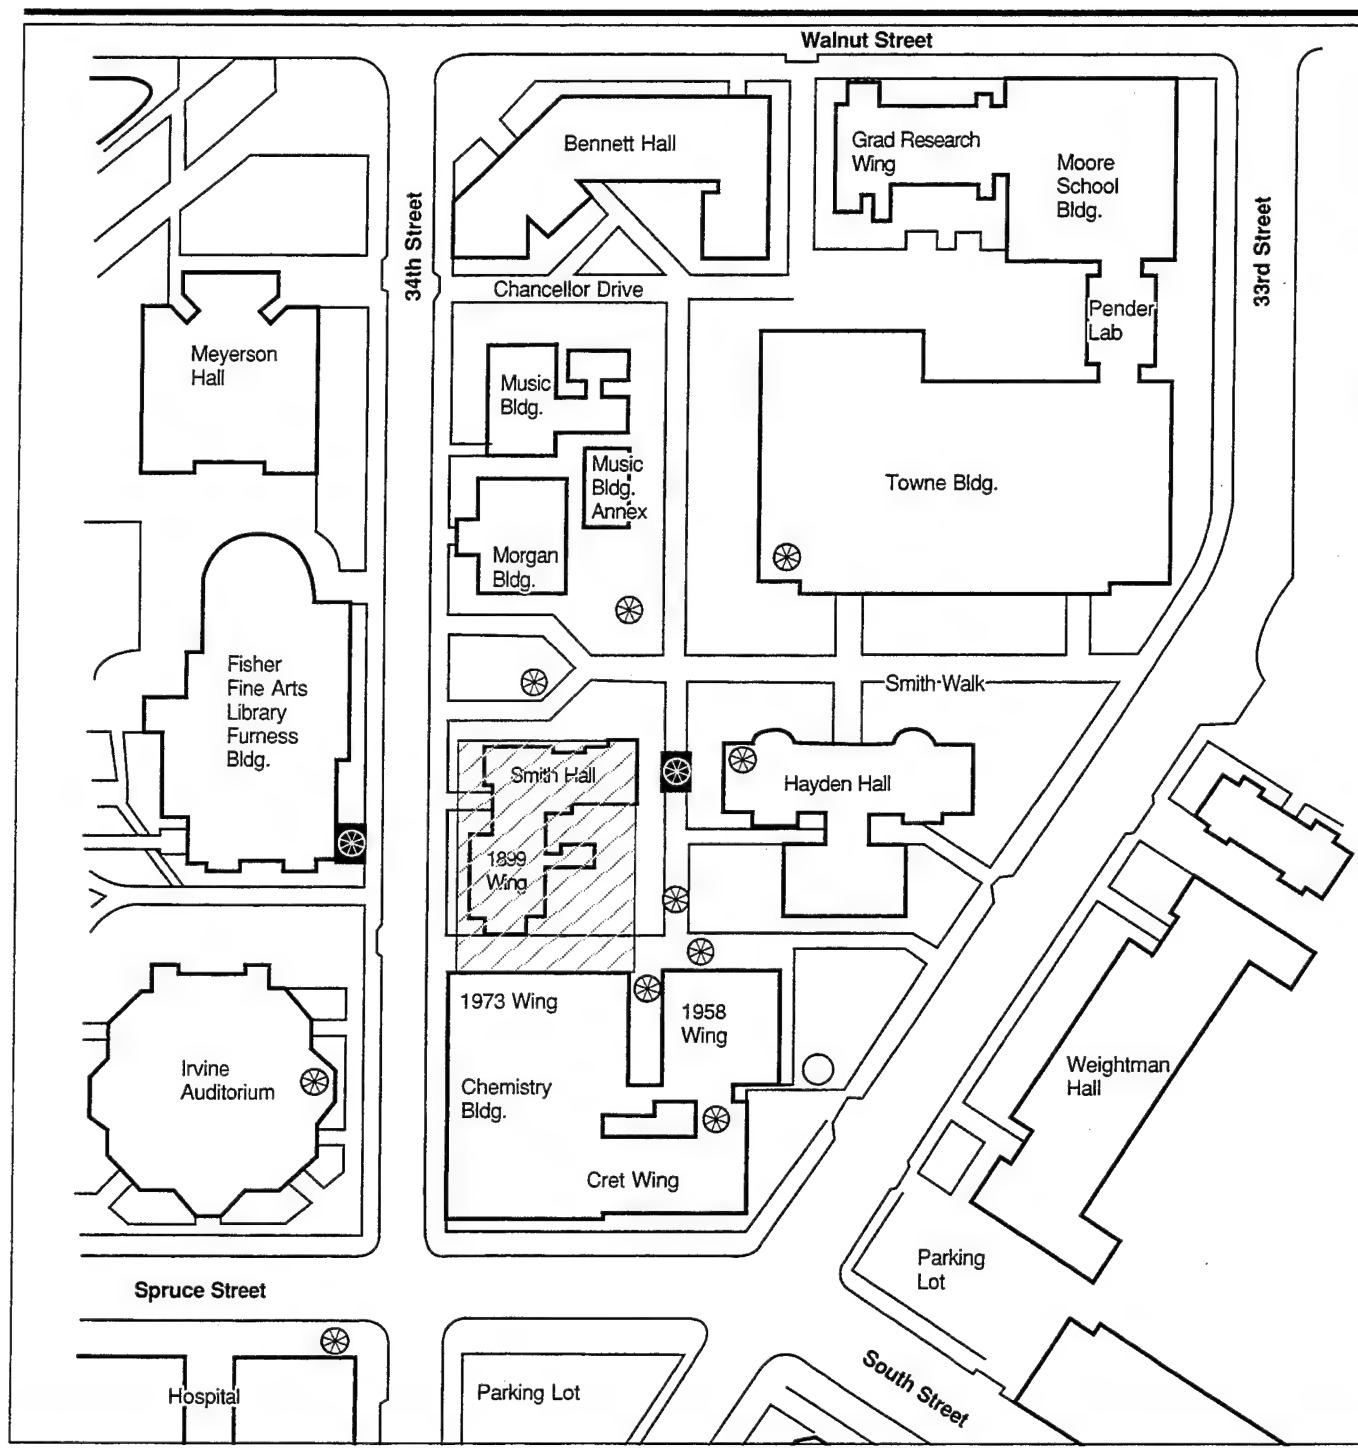 Walnut Street
Bennett Hall
Grad Research
Wing
Moore
School
Bldg.
34th Street
33rd Street
Chancellor Drive
Pender
Lab
Meyerson
Hall
Music
Bldg.
Music
Bldg.
Annex
Towne Bldg.
Morgan
Bldg.
Fisher
Fine Arts
Library
Furness
Bldg.
Smith Walk
Smith Hall
Hayden Hall
1899
Wing
1973 Wing
1958
Wing
Irvine
Auditorium
Chemistry
Bldg.
Weightman
Hall
Cret Wing
Parking
Lot
Spruce Street
South Street
Hospital
Parking Lot